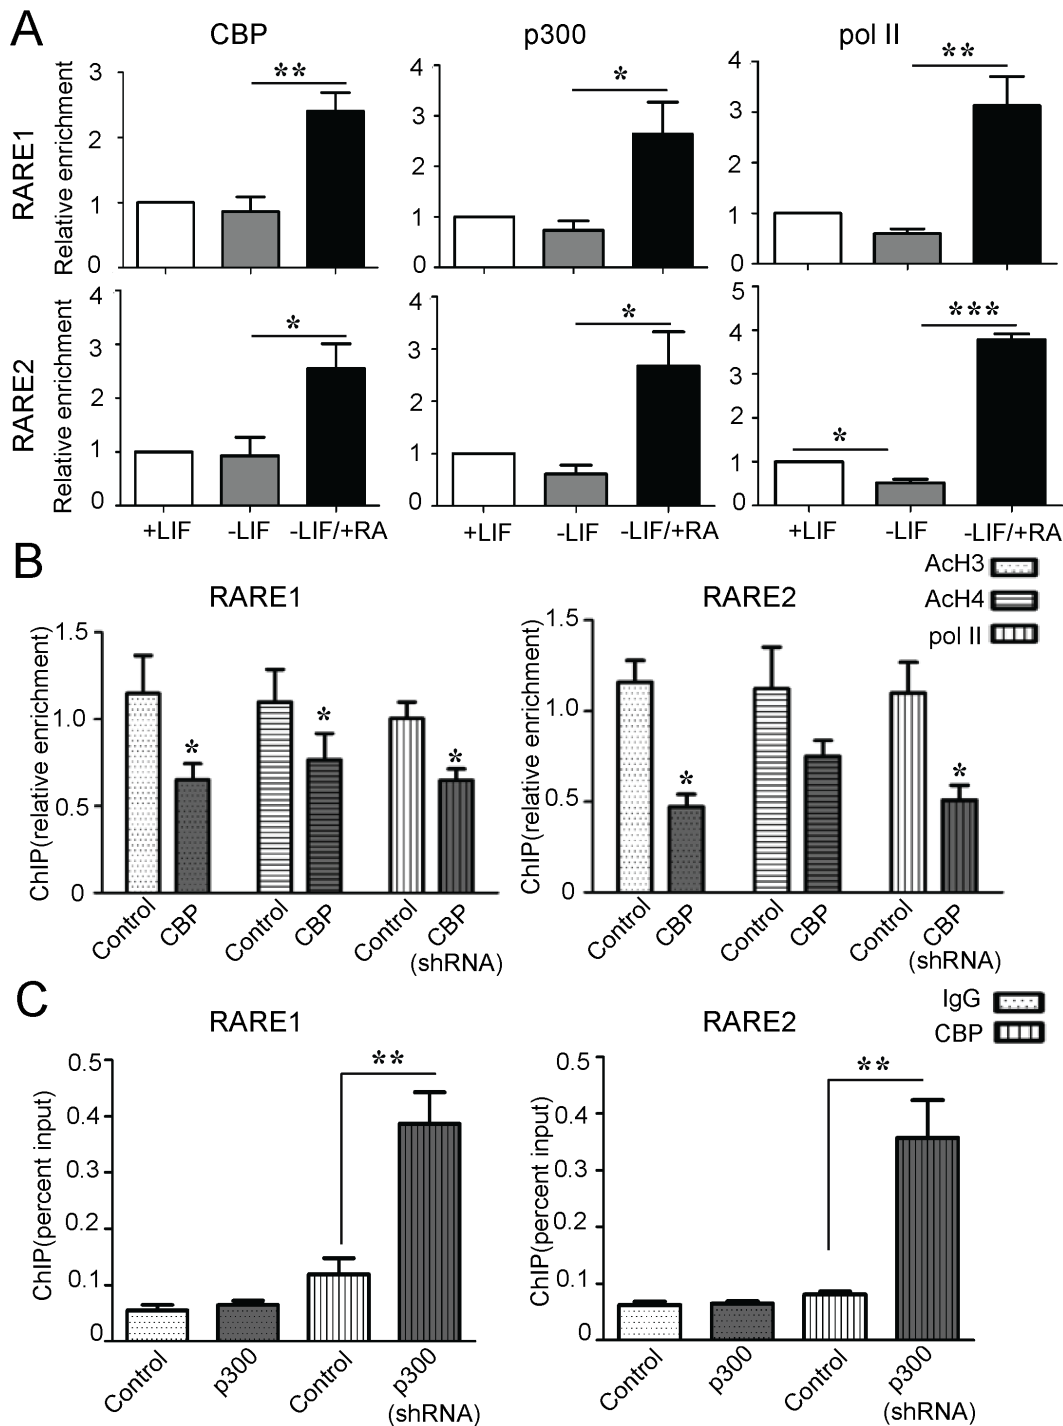 A
CBP
p300
pol II
RARE1
Relative enrichment
3
2
1
0
**
4
3
2
1
0
*
4
3
2
1
0
**
RARE2
Relative enrichment
4
3
2
1
0
*
4
3
2
1
0
*
5
4
3
2
1
0
*
***
+LIF
-LIF
-LIF/+RA
+LIF
-LIF
-LIF/+RA
+LIF
-LIF
-LIF/+RA
B
AcH3
AcH4
pol II
RARE1
ChIP(relative enrichment)
1.5
1.0
0.5
0
*
*
*
Control
CBP
Control
CBP
Control
CBP
(shRNA)
RARE2
ChIP(relative enrichment)
1.5
1.0
0.5
0
*
*
Control
CBP
Control
CBP
Control
CBP
(shRNA)
C
IgG
CBP
RARE1
ChIP(percent input)
0.5
0.4
0.3
0.2
0.1
0
**
Control
p300
Control
p300
(shRNA)
RARE2
ChIP(percent input)
0.5
0.4
0.3
0.2
0.1
0
**
Control
p300
Control
p300
(shRNA)